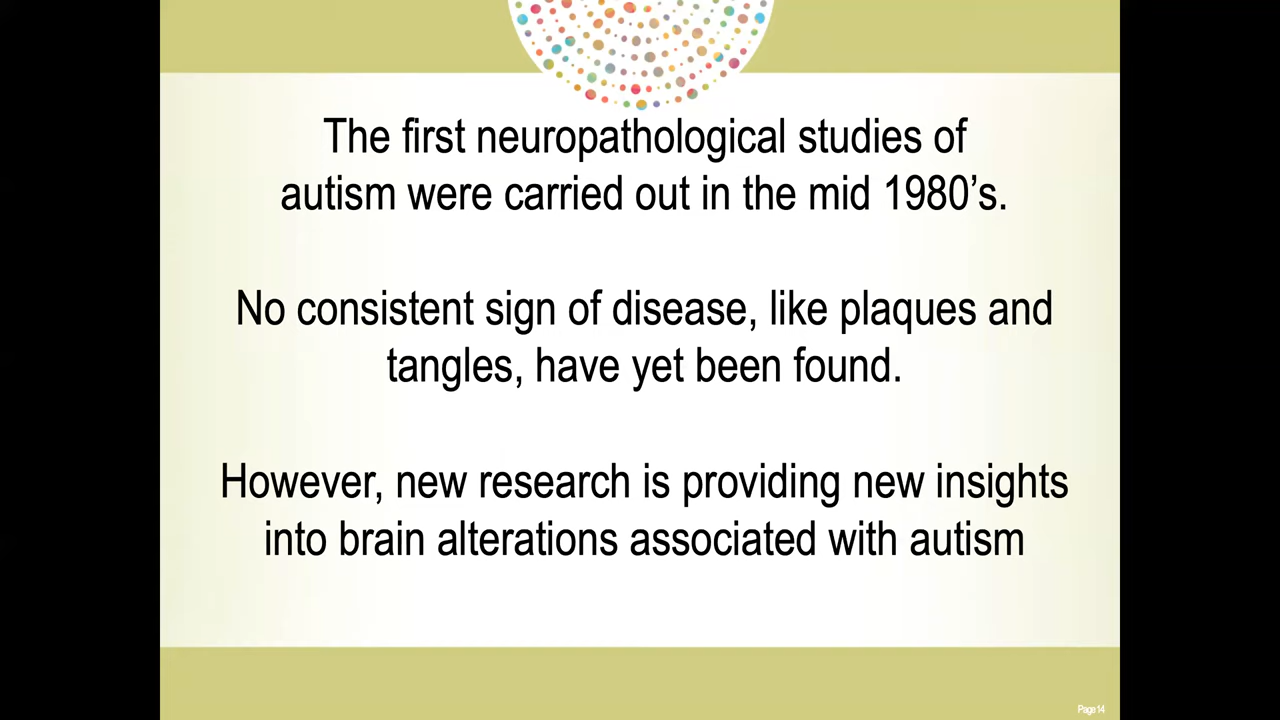 The first neuropathological studies of
autism were carried out in the mid 1980’s.
No consistent sign of disease, like plaques and
tangles, have yet been found.
However, new research is providing new insights
into brain alterations associated with autism
Page 14